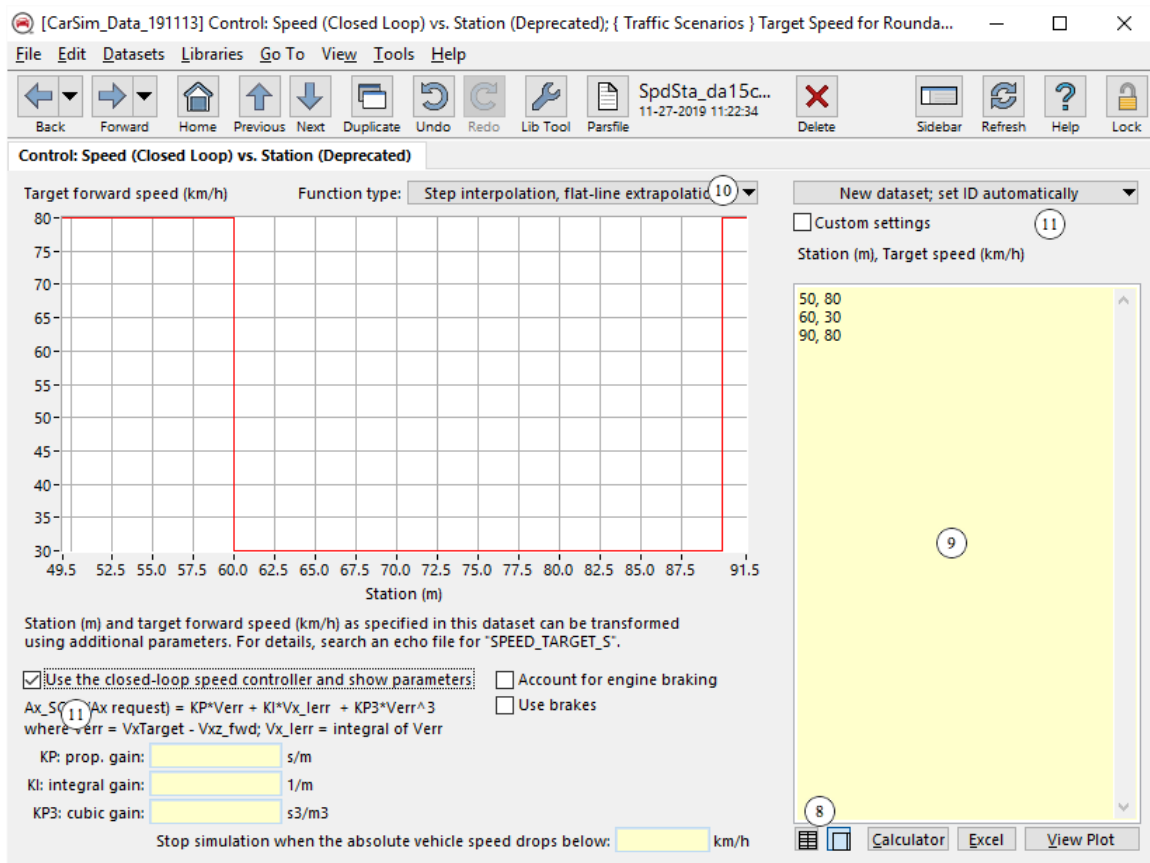 [CarSim_Data_191113] Control: Speed (Closed Loop) vs. Station (Deprecated); { Traffic Scenarios } Target Speed for Rounda...
File Edit Datasets Libraries Go To View Tools Help
SpdSta_da15c...
11-27-2019 11:22:34
Back Forward Home Previous Next Duplicate Undo Redo Lib Tool Parsfile Delete Sidebar Refresh Help Lock
Control: Speed (Closed Loop) vs. Station (Deprecated)
Target forward speed (km/h) Function type: Step interpolation, flat-line 10 New dataset; set ID automatically
Custom settings 11
Station (m), Target speed (km/h)
80
75
70
65
60
55
50
45
40
35
30
49.5 52.5 55.0 57.5 60.0 62.5 65.0 67.5 70.0 72.5 75.0 77.5 80.0 82.5 85.0 87.5 91.5
Station (m)
50, 80
60, 30
90, 80
9
Station (m) and target forward speed (km/h) as specified in this dataset can be transformed
using additional parameters. For details, search an echo file for "SPEED_TARGET_S".
Use the closed-loop speed controller and show parameters Account for engine braking
Use brakes
11
Ax request) = KP*Verr + KI*Vx_Ierr + KP3*Verr^3
where Verr = VxTarget - Vxz_fwd; Vx_Ierr = integral of Verr
KP: prop. gain: s/m
KI: integral gain: 1/m
KP3: cubic gain: s3/m3
Stop simulation when the absolute vehicle speed drops below: km/h
8
Calculator Excel View Plot